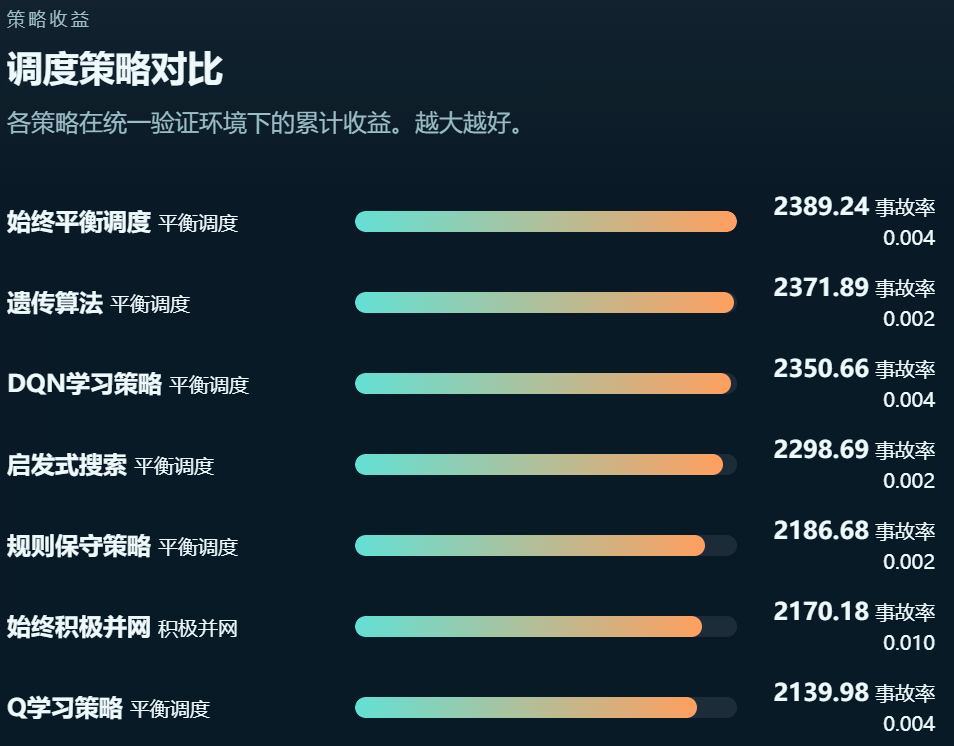 策略收益
调度策略对比
各策略在统一验证环境下的累计收益。越大越好。
始终平衡调度 平衡调度
2389.24 事故率
0.004
遗传算法 平衡调度
2371.89 事故率
0.002
DQN学习策略 平衡调度
2350.66 事故率
0.004
启发式搜索 平衡调度
2298.69 事故率
0.002
规则保守策略 平衡调度
2186.68 事故率
0.002
始终积极并网 积极并网
2170.18 事故率
0.010
Q学习策略 平衡调度
2139.98 事故率
0.004